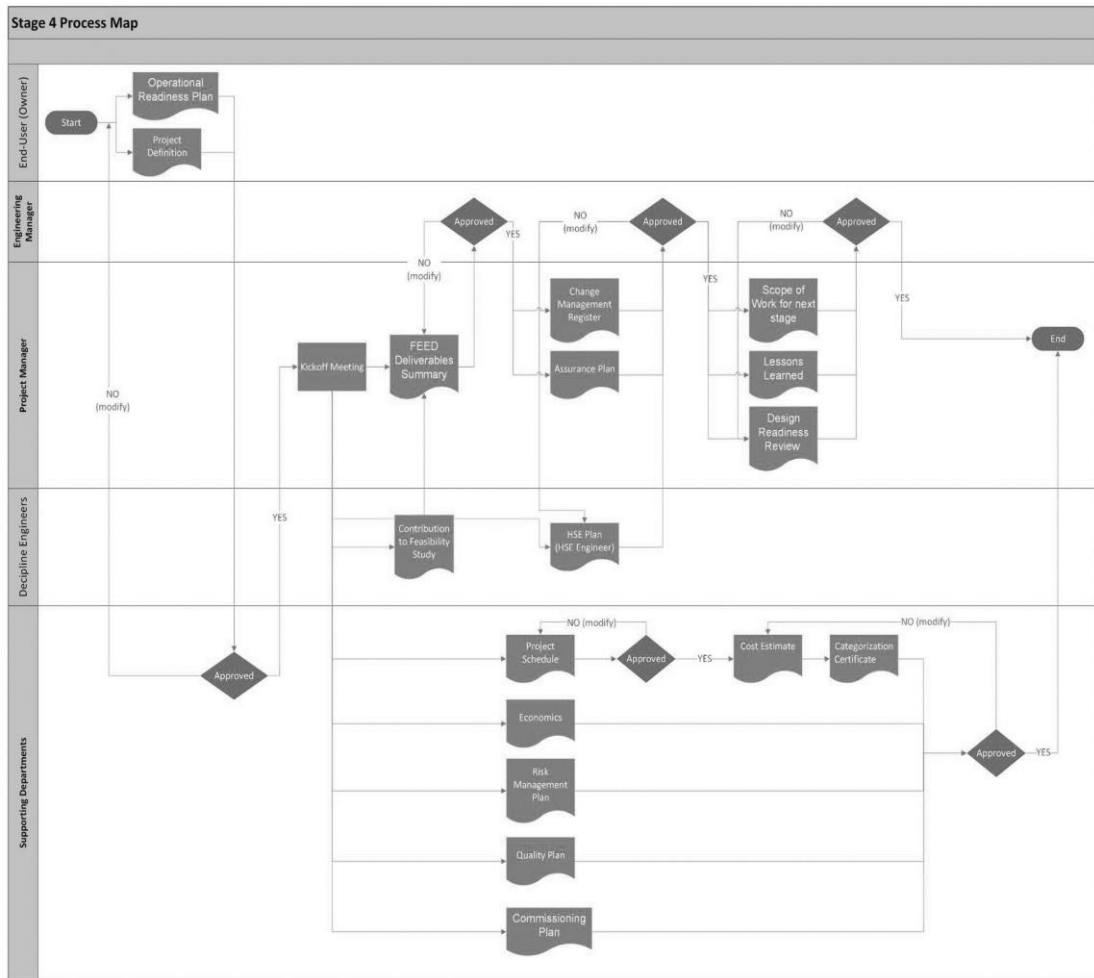 Stage 4 Process Map
End-User (Owner)
Start
Operational
Readiness Plan
Project
Definition
Engineering
Manager
Approved
YES
NO
(modify)
NO
(modify)
Approved
YES
NO
(modify)
Approved
YES
Project Manager
NO
(modify)
Kickoff Meeting
FEED
Deliverables
Summary
Change
Management
Register
Assurance Plan
Scope of
Work for next
stage
Lessons
Learned
Design
Readiness
Review
End
Decipline Engineers
YES
Contribution
to Feasibility
Study
HSE Plan
(HSE Engineer)
Supporting Departments
Approved
NO (modify)
Project
Schedule
Approved
YES
NO (modify)
Cost Estimate
Categorization
Certificate
Economics
Approved
YES
Risk
Management
Plan
Quality Plan
Commissioning
Plan